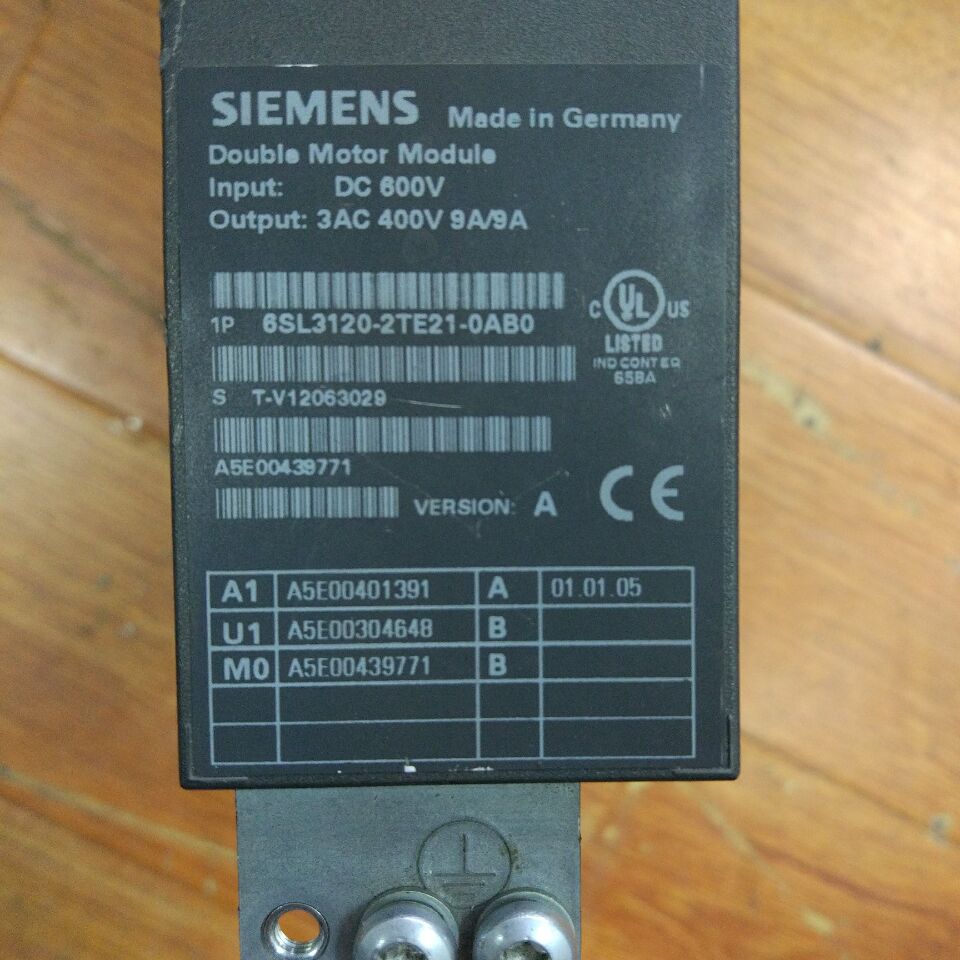 SIEMENS Made in Germany
Double Motor Module
Input: DC 600V
Output: 3AC 400V 9A/9A
1P 6SL3120-2TE21-0AB0
C UL US
LISTED
IND CONT EQ
65BA
S T-V12063029
A5E00439771
VERSION: A CE
A1 A5E00401391 A 01.01.05
U1 A5E00304648 B
M0 A5E00439771 B